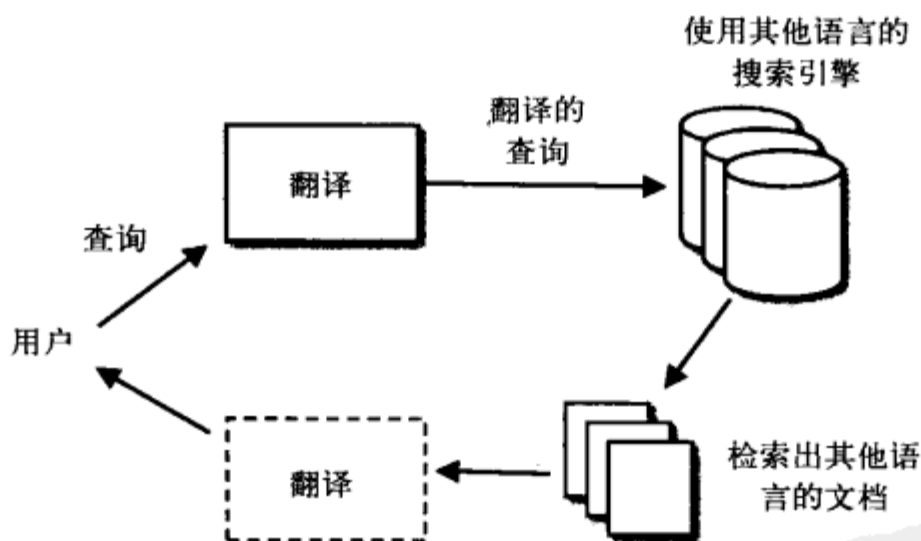 使用其他语言的
搜索引擎
翻译的
查询
翻译
查询
用户
翻译
检索出其他语
言的文档